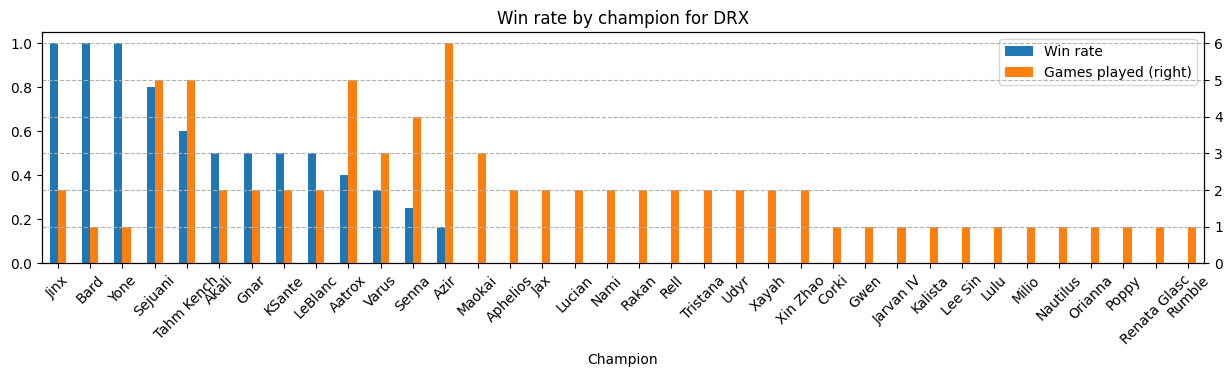 Win rate by champion for DRX
Win rate
Games played (right)
1.0
0.8
0.6
0.4
0.2
0.0
6
5
4
3
2
1
0
Jinx
Bard
Yone
Sejuani
Tahm Kench
Akali
Gnar
KSante
LeBlanc
Aatrox
Varus
Senna
Azir
Maokai
Aphelios
Jax
Lucian
Nami
Rakan
Rell
Tristana
Udyr
Xayah
Xin Zhao
Corki
Gwen
Jarvan IV
Kalista
Lee Sin
Lulu
Milio
Nautilus
Orianna
Poppy
Renata Glasc
Rumble
Champion